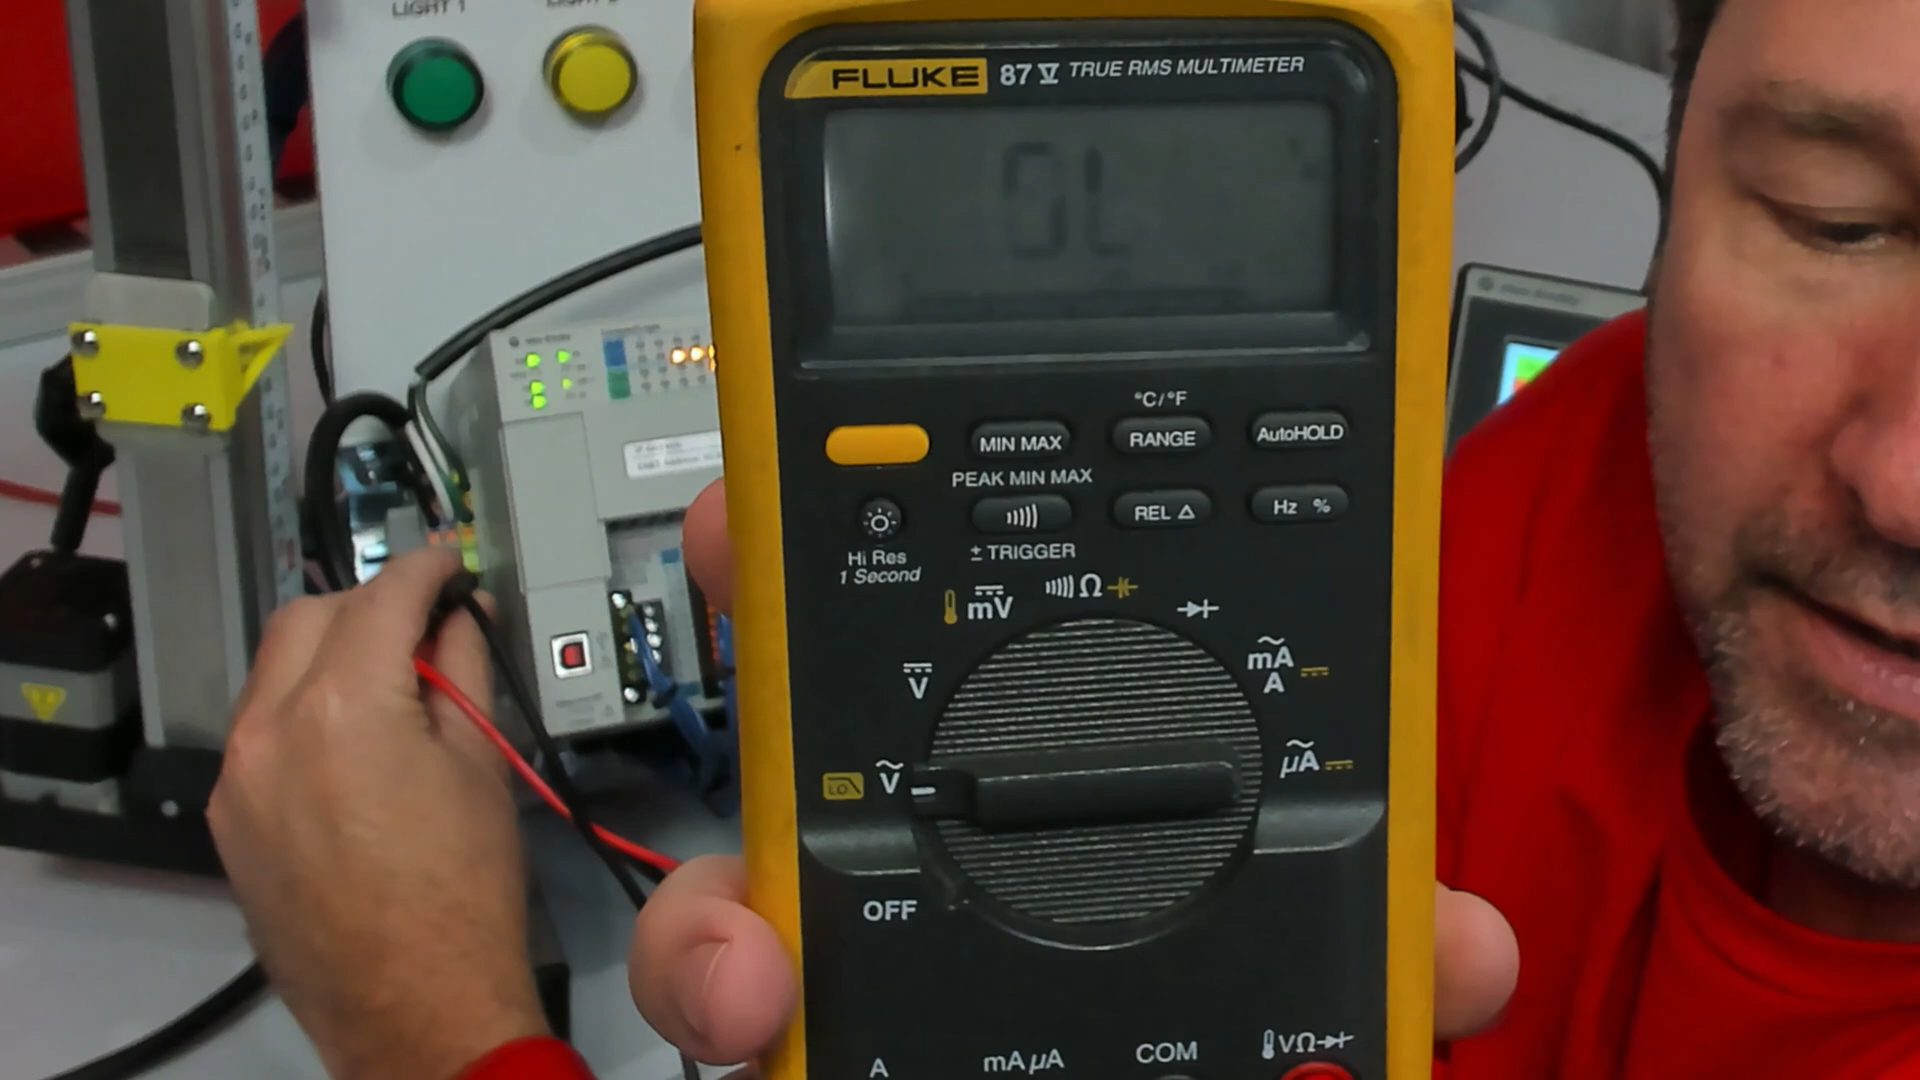 LIGHT 1
FLUKE 87 V TRUE RMS MULTIMETER
OL
°C/°F
MIN MAX RANGE AutoHOLD
PEAK MIN MAX
REL Δ Hz %
Hi Res
1 Second
± TRIGGER
mV Ω
V
mA
A
LO V
µA
OFF
A mA µA COM VΩ